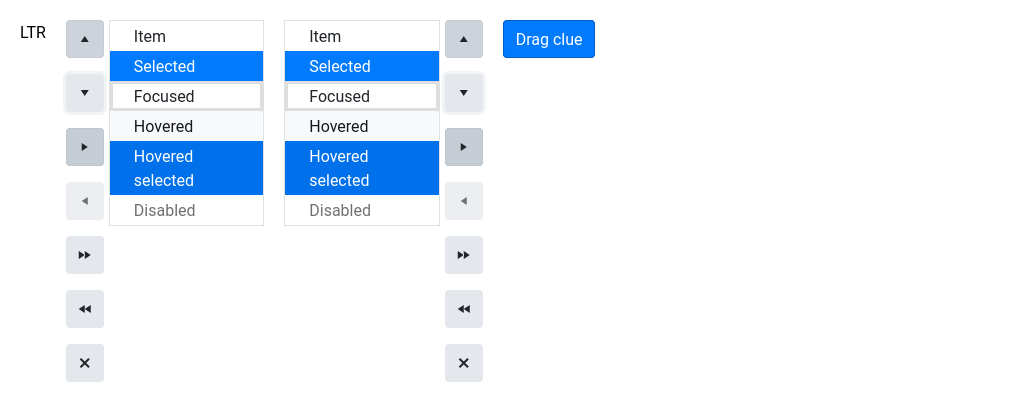 LTR
Item
Selected
Focused
Hovered
Hovered
selected
Disabled
Item
Selected
Focused
Hovered
Hovered
selected
Disabled
Drag clue